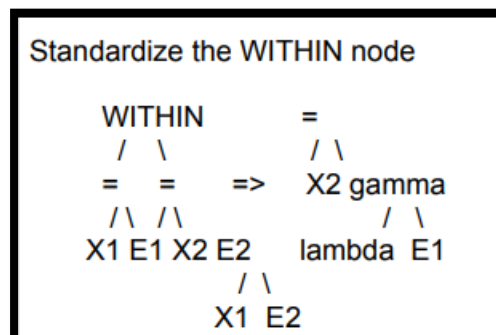 Standardize the WITHIN node
WITHIN =
/ \ / \
= = => X2 gamma
/ \ / \ / \
X1 E1 X2 E2 lambda E1
/ \
X1 E2